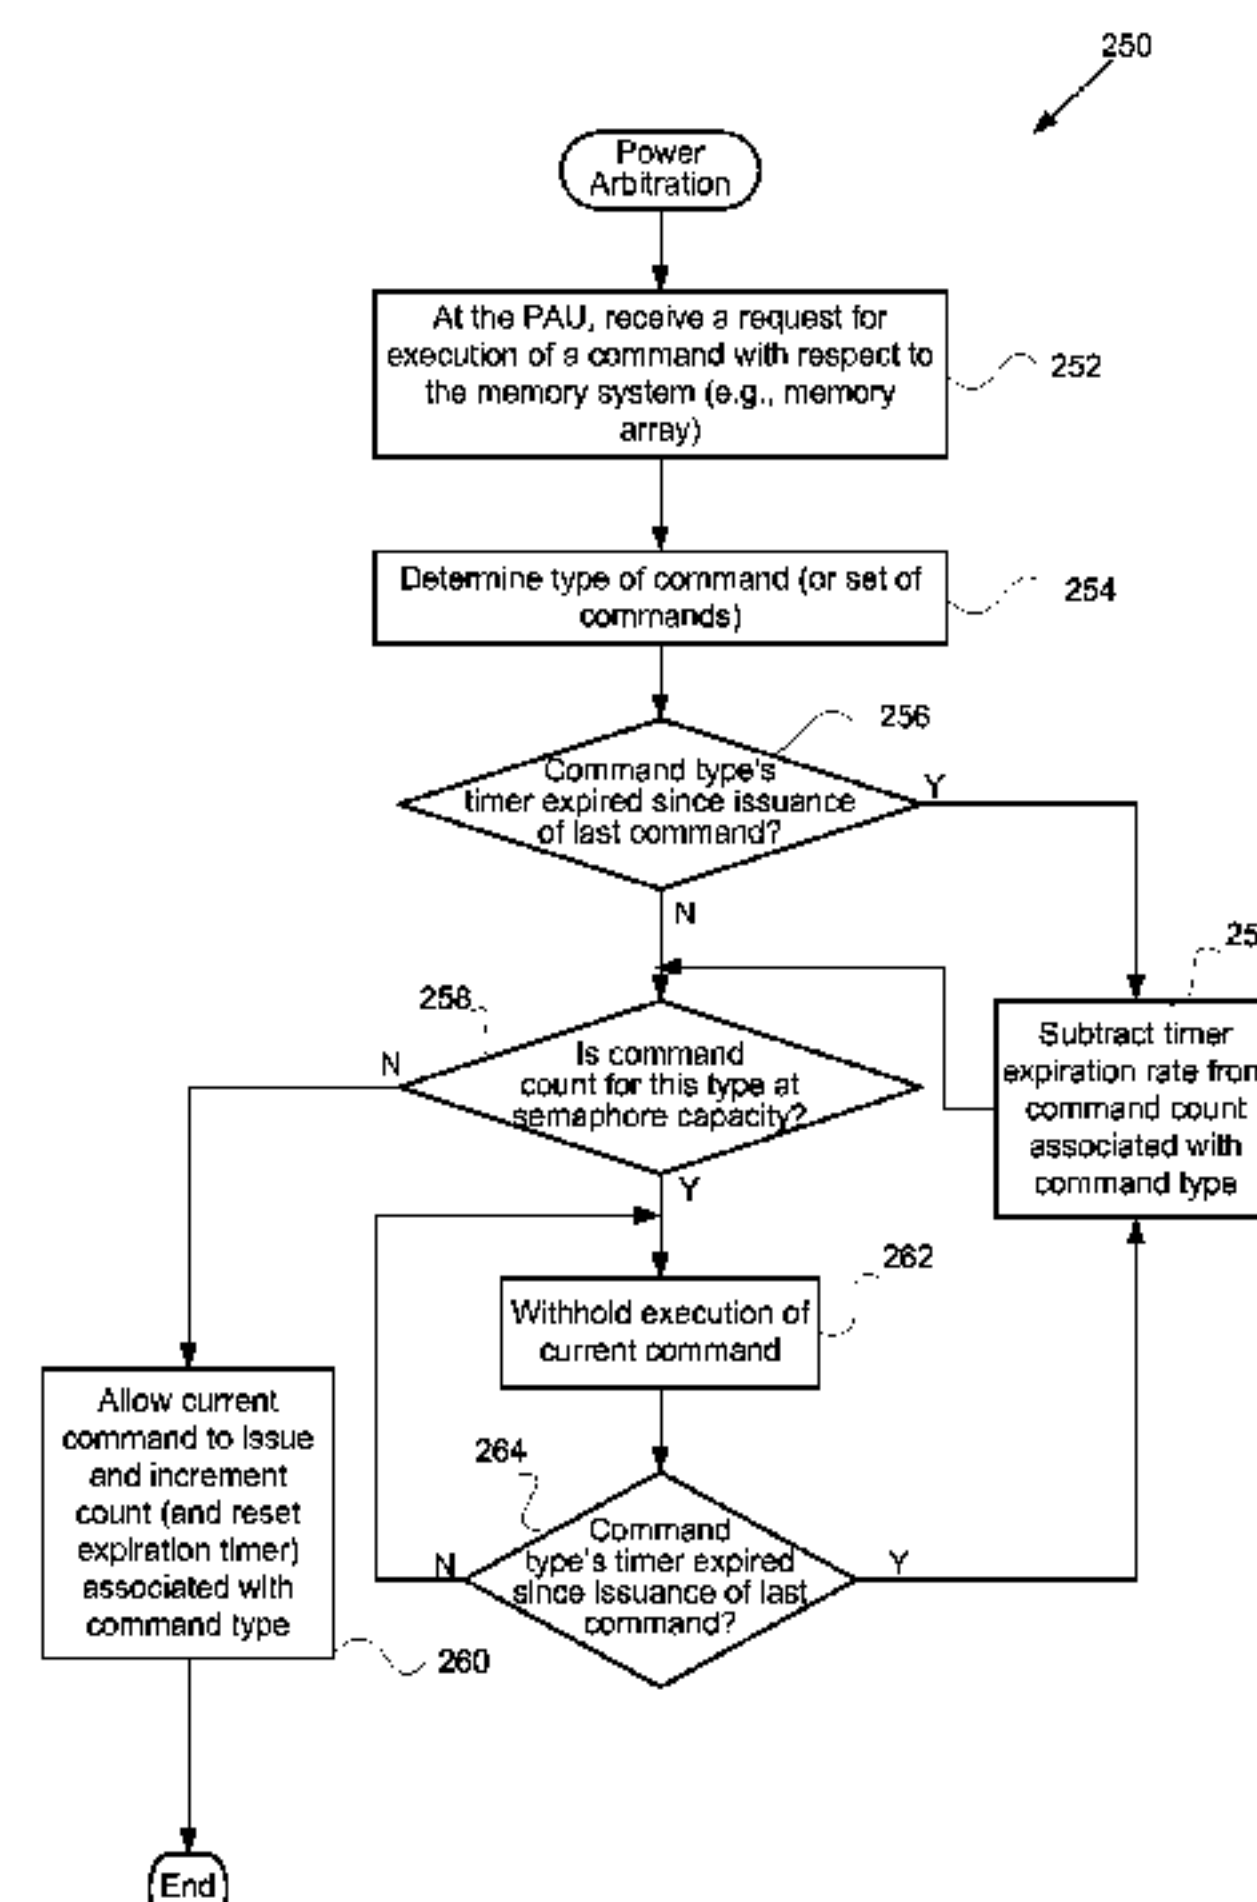 250
Power
Arbitration
At the PAU, receive a request for
execution of a command with respect to
the memory system (e.g., memory
array)
252
Determine type of command (or set of
commands)
254
256
Command type's
timer expired since issuance
of last command?
Y
N
258
N
Is command
count for this type at
semaphore capacity?
Y
Subtract timer
expiration rate from
command count
associated with
command type
262
Withhold execution of
current command
Allow current
command to issue
and increment
count (and reset
expiration timer)
associated with
command type
260
264
Command
type's timer expired
since issuance of last
command?
N
Y
End